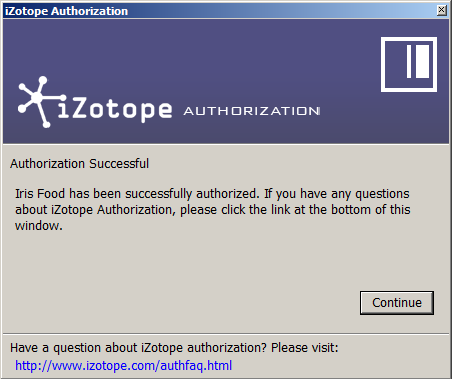 iZotope Authorization
iZotope AUTHORIZATION
Authorization Successful
Iris Food has been successfully authorized. If you have any questions
about iZotope Authorization, please click the link at the bottom of this
window.
Continue
Have a question about iZotope authorization? Please visit:
http://www.izotope.com/authfaq.html